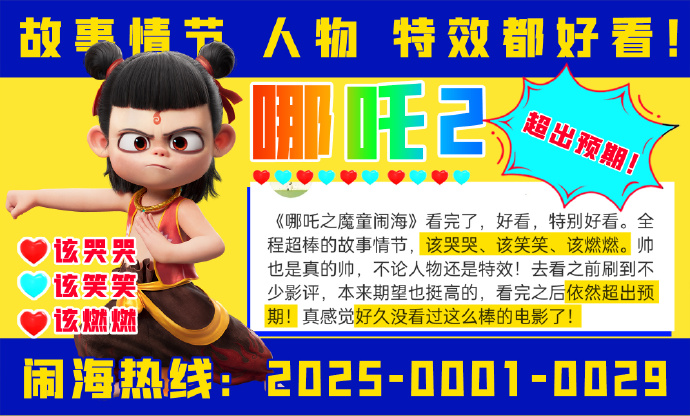 故事情节 人物 特效都好看！
哪吒2
超出预期！
《哪吒之魔童闹海》看完了，好看，特别好看。全
程超棒的故事情节，该哭哭、该笑笑、该燃燃。帅
也是真的帅，不论人物还是特效！去看之前刷到不
少影评，本来期望也挺高的，看完之后依然超出预
期！真感觉好久没看过这么棒的电影了！
该哭哭
该笑笑
该燃燃
闹海热线：2025-0001-0029